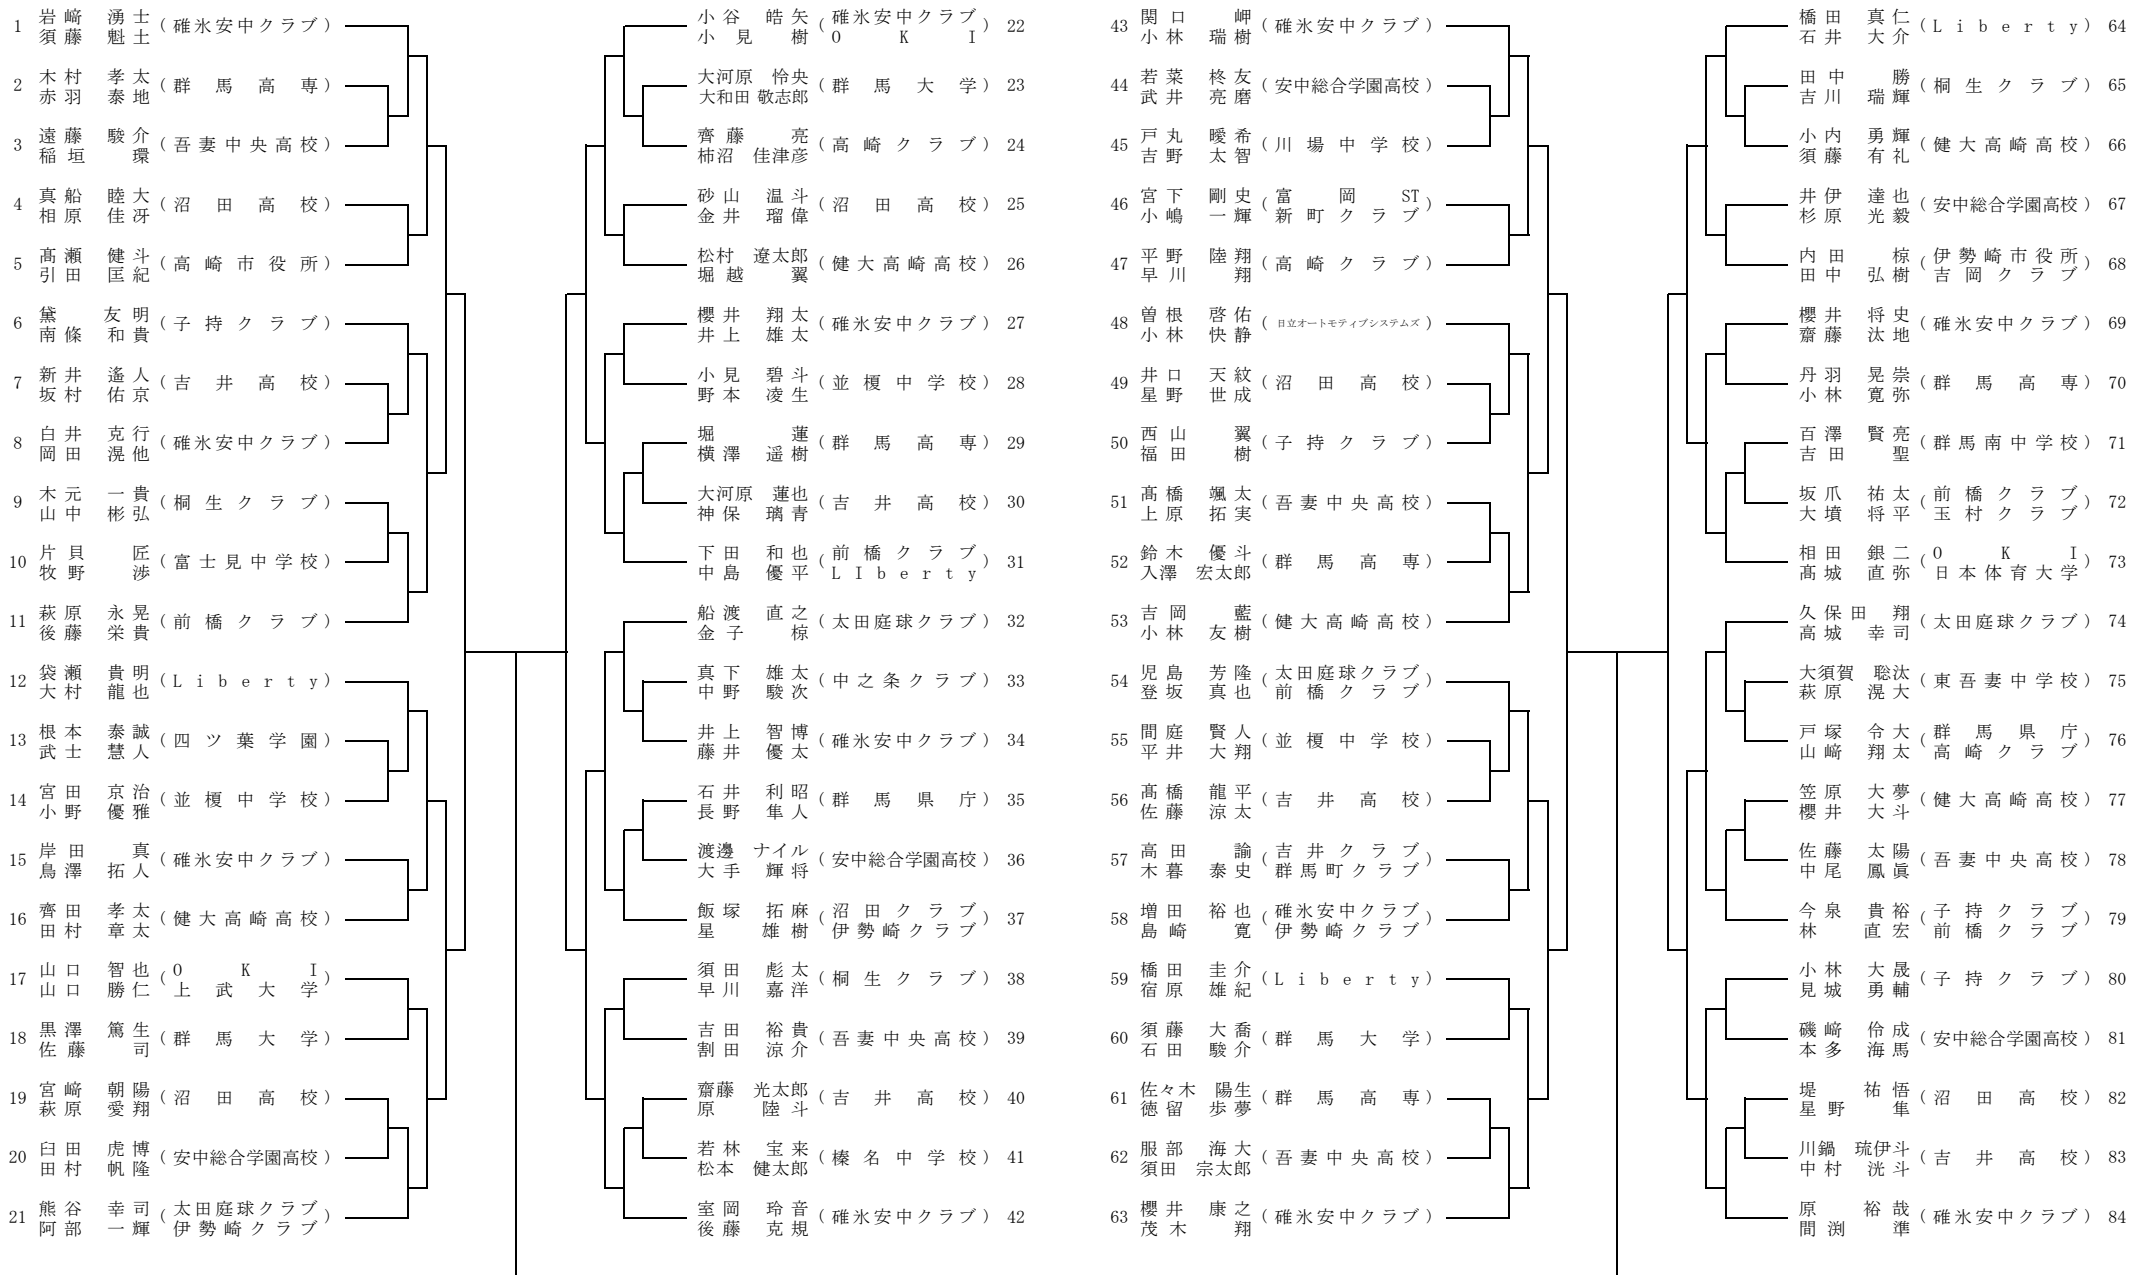 1 岩﨑 湧士 (碓氷安中クラブ)
須藤 魁士
2 木村 孝太 (群馬高専)
赤羽 泰地
3 遠藤 駿介 (吾妻中央高校)
稲垣 環
4 真船 睦大 (沼田高校)
相原 佳冴
5 髙瀬 健斗 (高崎市役所)
引田 匡紀
6 黛 友明 (子持クラブ)
南條 和貴
7 新井 遙人 (吉井高校)
坂村 佑京
8 白井 克行 (碓氷安中クラブ)
岡田 滉他
9 木元 一貴 (桐生クラブ)
山中 彬弘
10 片貝 匠 (富士見中学校)
牧野 渉
11 萩原 永晃 (前橋クラブ)
後藤 栄貴
12 袋瀬 貴明 (Liberty)
大村 龍也
13 根本 泰誠 (四ツ葉学園)
武士 慧人
14 宮田 京治 (並榎中学校)
小野 優雅
15 岸田 真 (碓氷安中クラブ)
鳥澤 拓人
16 齊田 孝太 (健大高崎高校)
田村 章太
17 山口 智也 (OKI
山口 勝仁 上武大学)
18 黒澤 篤生 (群馬大学)
佐藤 司
19 宮﨑 朝陽 (沼田高校)
萩原 愛翔
20 臼田 虎博 (安中総合学園高校)
田村 帆隆
21 熊谷 幸司 (太田庭球クラブ
阿部 一輝 伊勢崎クラブ)
小谷 皓矢 (碓氷安中クラブ 22
小見 樹 OKI)
大河原 怜央 (群馬大学) 23
大和田 敬志郎
齊藤 亮 (高崎クラブ) 24
柿沼 佳津彦
砂山 温斗 (沼田高校) 25
金井 瑠偉
松村 遼太郎 (健大高崎高校) 26
堀越 翼
櫻井 翔太 (碓氷安中クラブ) 27
井上 雄太
小見 碧斗 (並榎中学校) 28
野本 凌生
堀 蓮 (群馬高専) 29
横澤 遥樹
大河原 蓮也 (吉井高校) 30
神保 璃青
下田 和也 (前橋クラブ 31
中島 優平 LIberty)
船渡 直之 (太田庭球クラブ) 32
金子 椋
真下 雄太 (中之条クラブ) 33
中野 駿次
井上 智博 (碓氷安中クラブ) 34
藤井 優太
石井 利昭 (群馬県庁) 35
長野 隼人
渡邊 ナイル (安中総合学園高校) 36
大手 輝将
飯塚 拓麻 (沼田クラブ 37
星 雄樹 伊勢崎クラブ)
須田 彪太 (桐生クラブ) 38
早川 嘉洋
吉田 裕貴 (吾妻中央高校) 39
割田 涼介
齋藤 光太郎 (吉井高校) 40
原 陸斗
若林 宝来 (榛名中学校) 41
松本 健太郎
室岡 玲音 (碓氷安中クラブ) 42
後藤 克規
43 関口 岬 (碓氷安中クラブ)
小林 瑞樹
44 若菜 柊友 (安中総合学園高校)
武井 亮磨
45 戸丸 曖希 (川場中学校)
吉野 太智
46 宮下 剛史 (富岡ST
小嶋 一輝 新町クラブ)
47 平野 陸翔 (高崎クラブ)
早川 翔
48 曽根 啓佑 (日立オートモティブシステムズ)
小林 快静
49 井口 天紋 (沼田高校)
星野 世成
50 西山 翼 (子持クラブ)
福田 樹
51 髙橋 颯太 (吾妻中央高校)
上原 拓実
52 鈴木 優斗 (群馬高専)
入澤 宏太郎
53 吉岡 藍 (健大高崎高校)
小林 友樹
54 児島 芳隆 (太田庭球クラブ
登坂 真也 前橋クラブ)
55 間庭 賢人 (並榎中学校)
平井 大翔
56 髙橋 龍平 (吉井高校)
佐藤 涼太
57 高田 諭 (吉井クラブ
木暮 泰史 群馬町クラブ)
58 増田 裕也 (碓氷安中クラブ
島崎 寛 伊勢崎クラブ)
59 橋田 圭介 (Liberty)
宿原 雄紀
60 須藤 大喬 (群馬大学)
石田 駿介
61 佐々木 陽生 (群馬高専)
徳留 歩夢
62 服部 海大 (吾妻中央高校)
須田 宗太郎
63 櫻井 康之 (碓氷安中クラブ)
茂木 翔
橋田 真仁 (Liberty) 64
石井 大介
田中 勝 (桐生クラブ) 65
吉川 瑞輝
小内 勇輝 (健大高崎高校) 66
須藤 有礼
井伊 達也 (安中総合学園高校) 67
杉原 光毅
内田 椋 (伊勢崎市役所 68
田中 弘樹 吉岡クラブ)
櫻井 将史 (碓氷安中クラブ) 69
齋藤 汰地
丹羽 晃崇 (群馬高専) 70
小林 寛弥
百澤 賢亮 (群馬南中学校) 71
吉田 聖
坂爪 祐太 (前橋クラブ 72
大墳 将平 玉村クラブ)
相田 銀二 (OKI 73
髙城 直弥 日本体育大学)
久保田 翔 (太田庭球クラブ) 74
高城 幸司
大須賀 聡汰 (東吾妻中学校) 75
萩原 滉大
戸塚 令大 (群馬県庁 76
山﨑 翔太 高崎クラブ)
笠原 大夢 (健大高崎高校) 77
櫻井 大斗
佐藤 太陽 (吾妻中央高校) 78
中尾 鳳眞
今泉 貴裕 (子持クラブ 79
林 直宏 前橋クラブ)
小林 大晟 (子持クラブ) 80
見城 勇輔
磯﨑 伶成 (安中総合学園高校) 81
本多 海馬
堤 祐悟 (沼田高校) 82
星野 隼
川鍋 琉伊斗 (吉井高校) 83
中村 洸斗
原 裕哉 (碓氷安中クラブ) 84
間渕 準